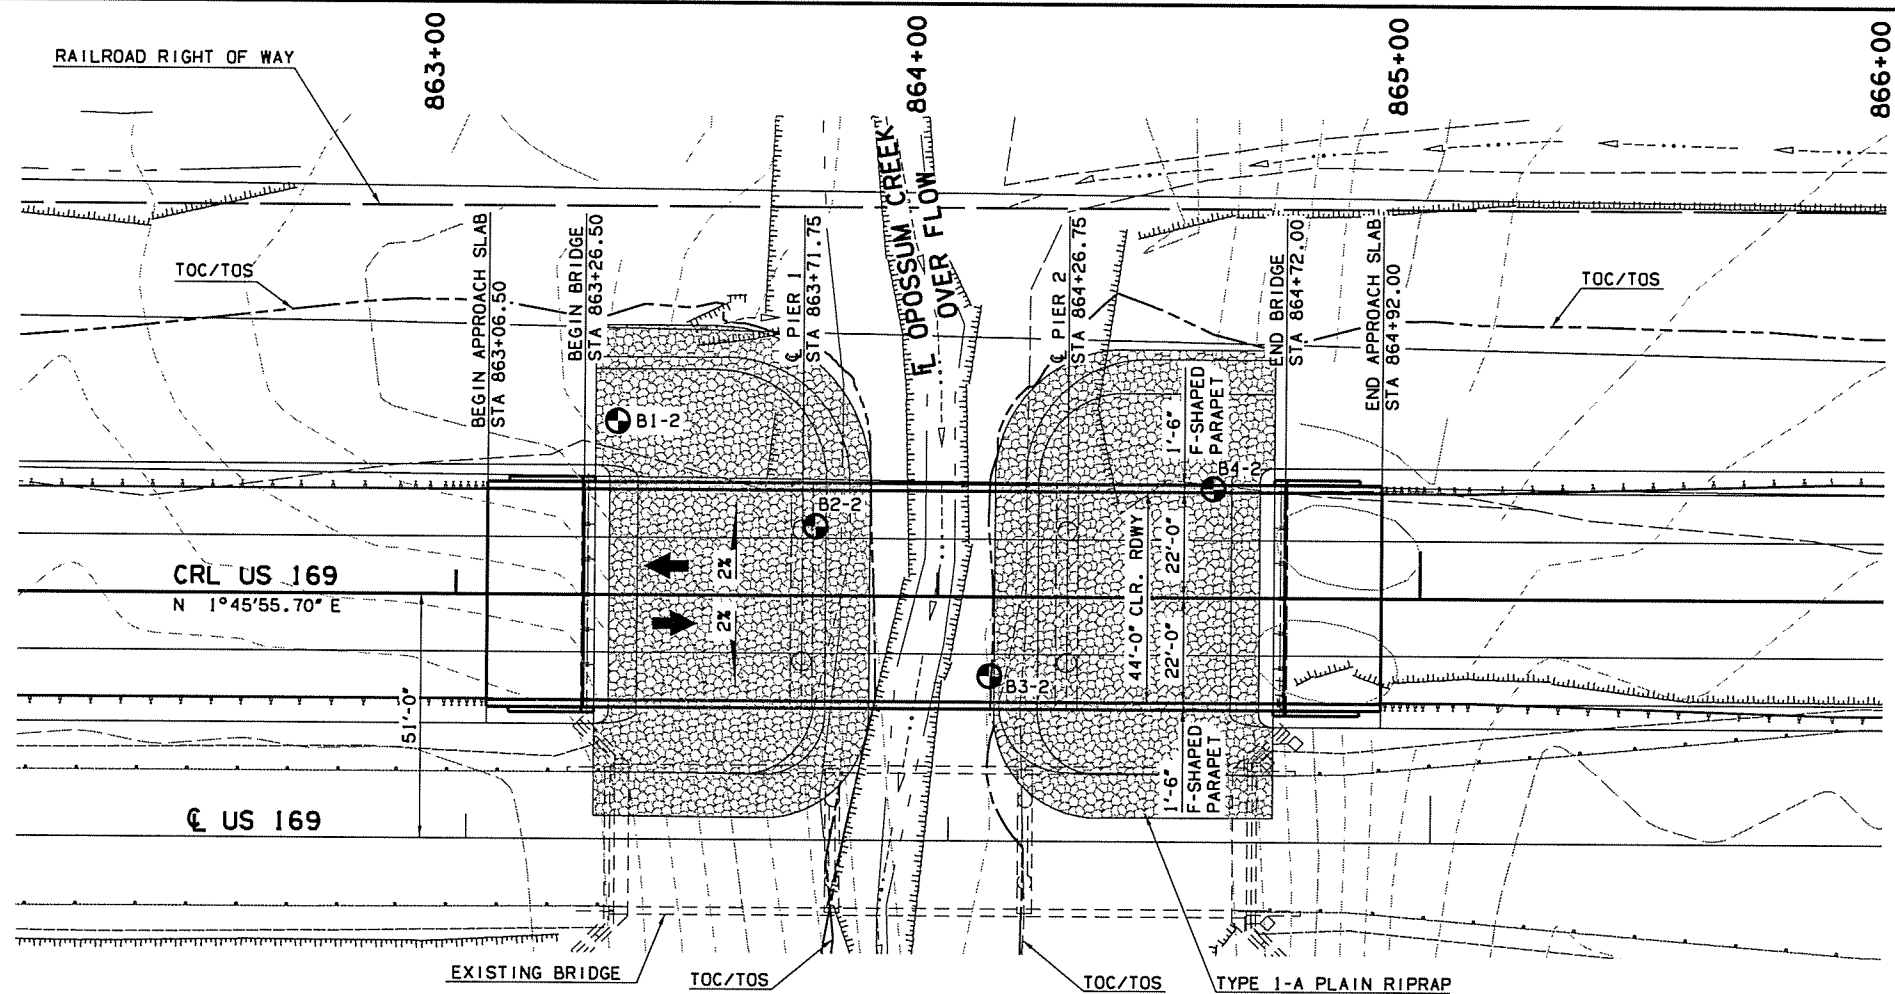 863+00
864+00
865+00
866+00
RAILROAD RIGHT OF WAY
TOC/TOS
BEGIN APPROACH SLAB
STA 863+06.50
BEGIN BRIDGE
STA 863+26.50
℄ PIER 1
STA 863+71.75
FL OPOSSUM CREEK
OVER FLOW
℄ PIER 2
STA 864+26.75
END BRIDGE
STA 864+72.00
END APPROACH SLAB
STA 864+92.00
TOC/TOS
B1-2
B2-2
B3-2
B4-2
1'-6"
F-SHAPED
PARAPET
2%
2%
44'-0" CLR. RDWY
22'-0" 22'-0"
1'-6"
F-SHAPED
PARAPET
CRL US 169
N 1°45'55.70" E
51'-0"
℄ US 169
EXISTING BRIDGE
TOC/TOS
TOC/TOS
TYPE 1-A PLAIN RIPRAP